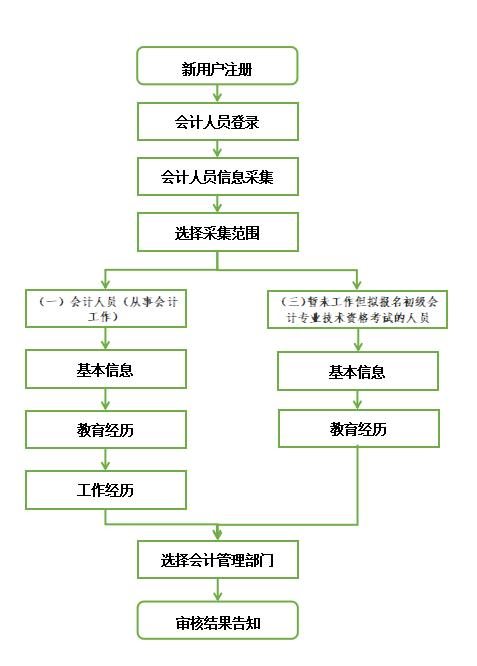 新用户注册
会计人员登录
会计人员信息采集
选择采集范围
（一）会计人员（从事会计
工作）
（三）暂未工作但拟报名初级会
计专业技术资格考试的人员
基本信息
基本信息
教育经历
教育经历
工作经历
选择会计管理部门
审核结果告知